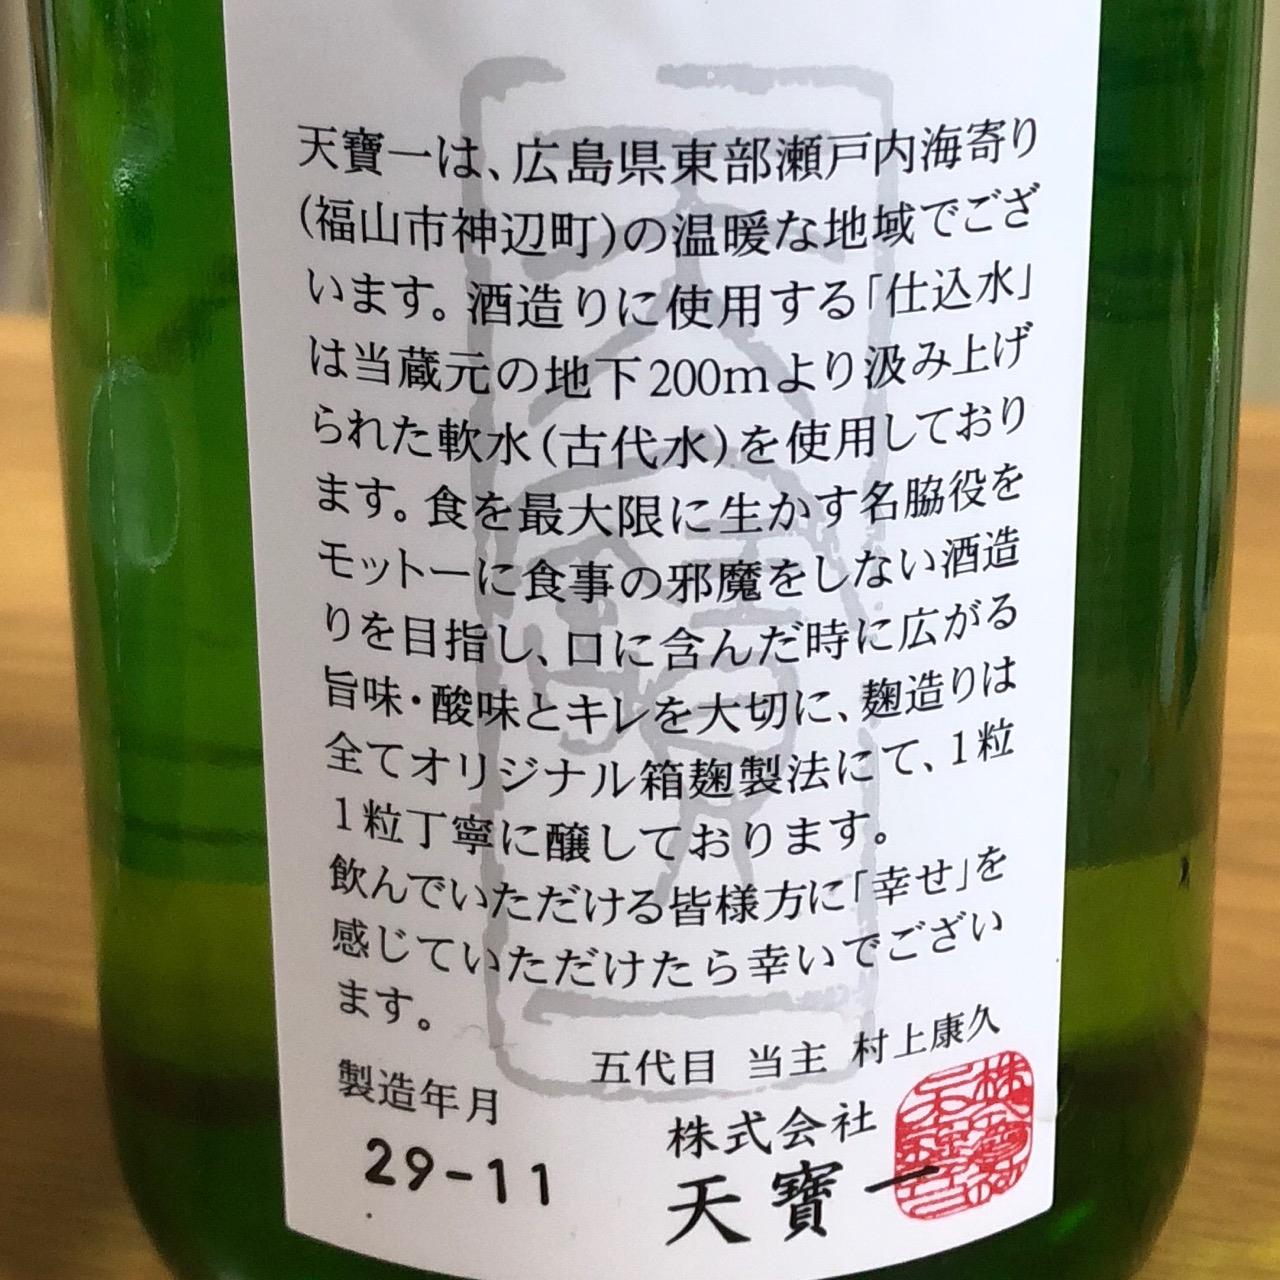 天寶一は、広島県東部瀬戸内海寄り
(福山市神辺町)の温暖な地域でござ
います。酒造りに使用する「仕込水」
は当蔵元の地下200mより汲み上げ
られた軟水(古代水)を使用しており
ます。食を最大限に生かす名脇役を
モットーに食事の邪魔をしない酒造
りを目指し、口に含んだ時に広がる
旨味・酸味とキレを大切に、麹造りは
全てオリジナル箱麹製法にて、1粒
1粒丁寧に醸しております。
飲んでいただける皆様方に「幸せ」を
感じていただけたら幸いでござい
ます。
五代目 当主 村上康久
製造年月
29-11
株式会社
天寶一